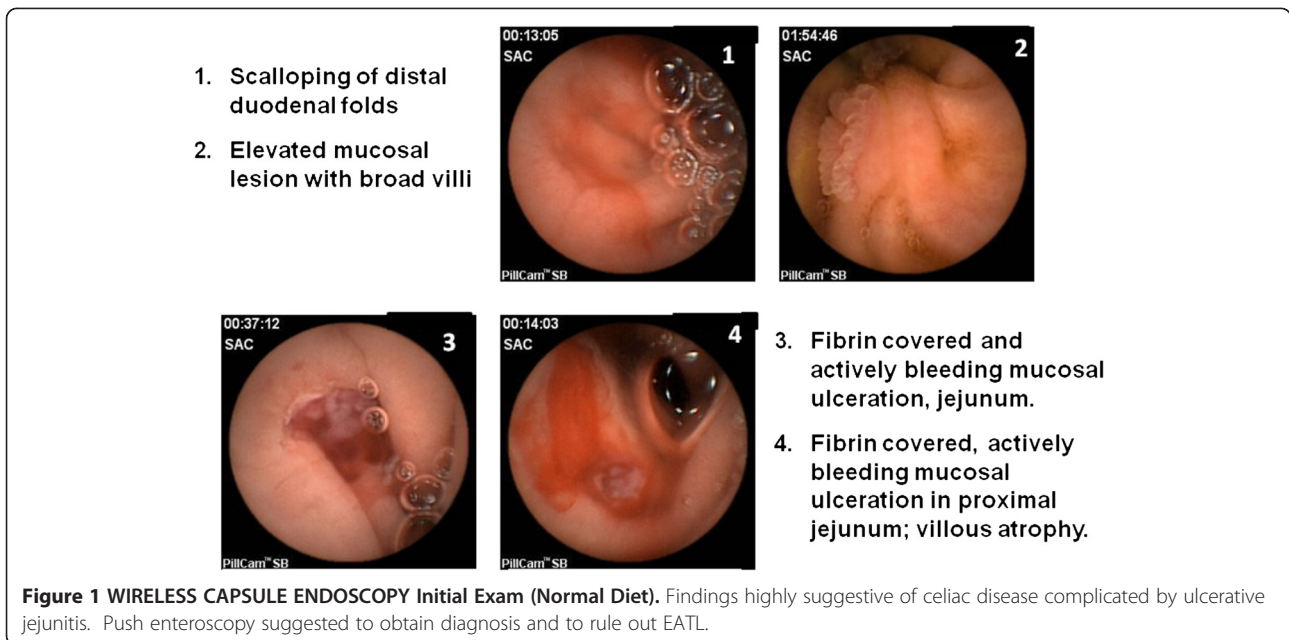 1. Scalloping of distal
duodenal folds
2. Elevated mucosal
lesion with broad villi
00:13:05
SAC
1
PillCam™ SB
01:54:46
SAC
2
PillCam™ SB
00:37:12
SAC
3
PillCam™ SB
00:14:03
SAC
4
PillCam™ SB
3. Fibrin covered and
actively bleeding mucosal
ulceration, jejunum.
4. Fibrin covered, actively
bleeding mucosal
ulceration in proximal
jejunum; villous atrophy.
Figure 1 WIRELESS CAPSULE ENDOSCOPY Initial Exam (Normal Diet). Findings highly suggestive of celiac disease complicated by ulcerative
jejunitis. Push enteroscopy suggested to obtain diagnosis and to rule out EATL.